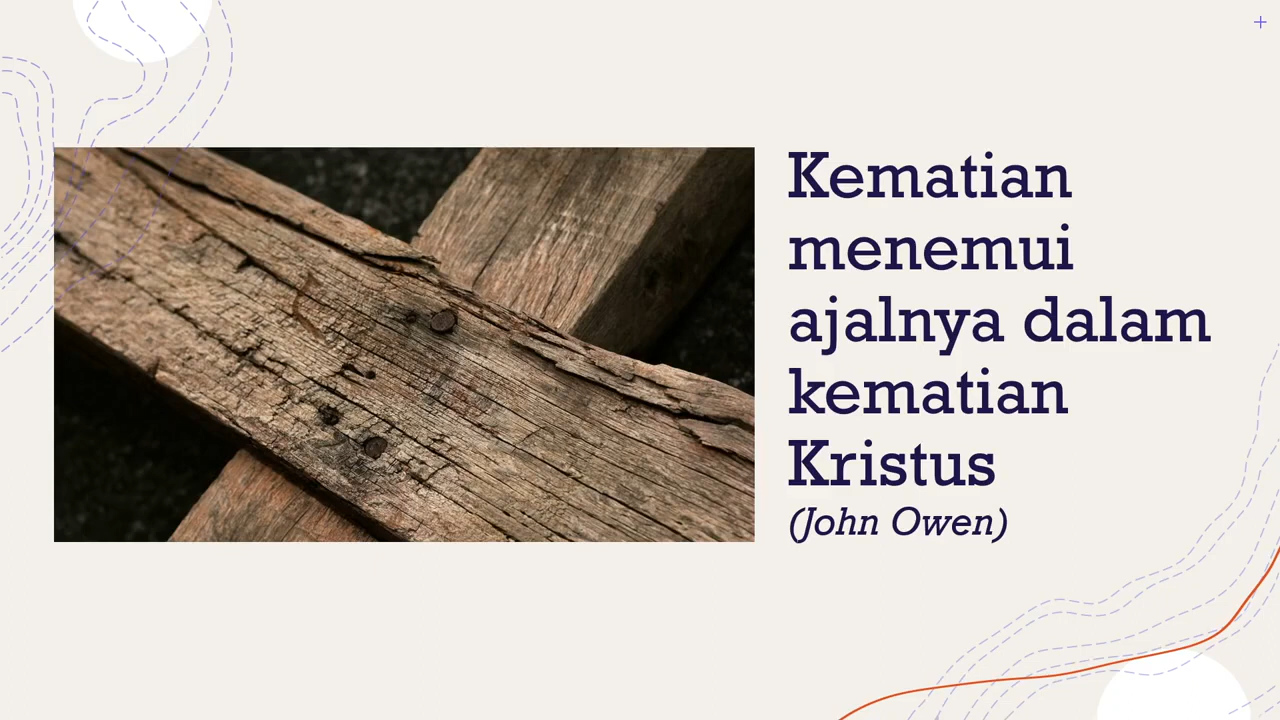 Kematian
menemui
ajalnya dalam
kematian
Kristus
(John Owen)